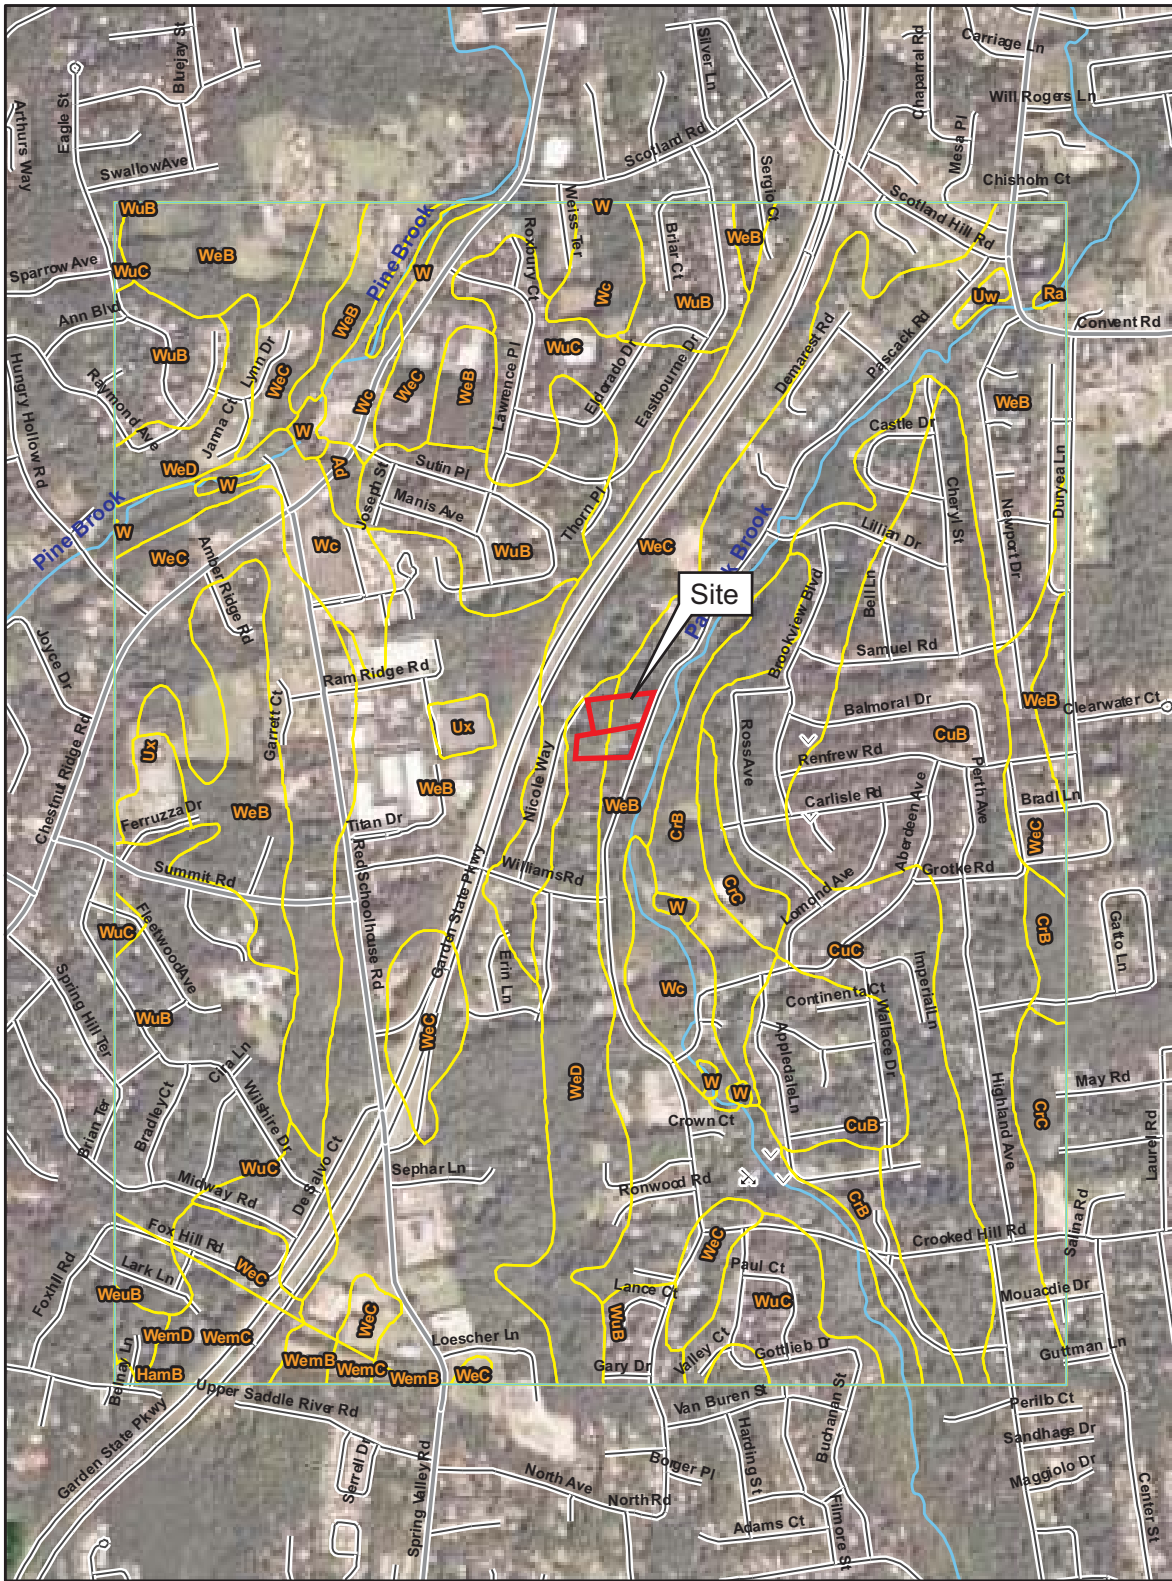 Bluejay St
Silver Ln
Chaparral Rd
Carriage Ln
Arthurs Way
Eagle St
Will Rogers Ln
Swallow Ave
Scotland Rd
Mesa Pl
Sergio Ct
Chisholm Ct
Scotland Hill Rd
WuB
Weiss Ter
W
Roxbury Ct
Briar Ct
WeB
Pine Brook
WeB
Sparrow Ave
WuC
W
Wc
WuB
Uw
Ra
Ann Blvd
WeB
Convent Rd
Pascack Rd
Demarest Rd
WuB
Lynn Dr
WeC
WuC
Lawrence Pl
Eldorado Dr
Eastbourne Dr
Hungry Hollow Rd
Raymond Ave
Janna Ct
Wc
WeC
WeB
WeB
W
Castle Dr
WeD
Ad
Sutin Pl
W
Joseph St
Manis Ave
Thorn Pl
Cheryl St
Newport Dr
Duryea Ln
Pine Brook
W
Lillian Dr
WeC
Wc
WuB
WeC
Amber Ridge Rd
Site
Brookview Blvd
Bell Ln
Joyce Dr
Samuel Rd
Ram Ridge Rd
Garrett Ct
WeB
Clearwater Ct
Balmoral Dr
Ux
Ux
Ross Ave
CuB
Renfrew Rd
Nicole Way
Chestnut Ridge Rd
WeB
WeB
Carlisle Rd
Perth Ave
Bradl Ln
Ferruzza Dr
WeB
Titan Dr
CrB
Aberdeen Ave
WeC
Red Schoolhouse Rd
Garden State Pkwy
Williams Rd
Summit Rd
Grotke Rd
CrC
W
Lomond Ave
WuC
Fleetwood Ave
CrB
Gatto Ln
CuC
Erin Ln
Imperial Ln
Wc
Continental Ct
Spring Hill Ter
WuB
WeC
Wallace Dr
Cira Ln
Appledale Ln
WeD
W
W
May Rd
Brian Ter
Bradley Ct
Wilshire Dr
Crown Ct
Highland Ave
CrC
CuB
Laurel Rd
WuC
De Salvo Ct
Sephar Ln
Midway Rd
Ronwood Rd
CrB
Salina Rd
Fox Hill Rd
WeC
Crooked Hill Rd
Foxhill Rd
Lark Ln
WeC
Paul Ct
Lance Ct
Mouacdie Dr
WeuB
WeC
WuC
WuB
WemD
WemC
Loescher Ln
Valley Ct
Gottlieb Dr
Guttman Ln
Belnay Ln
WemB
WemC
WemB
WeC
Gary Dr
HamB
Upper Saddle River Rd
Van Buren St
Buchanan St
Perillo Ct
Garden State Pkwy
Harding St
Sandhage Dr
Serrell Dr
Spring Valley Rd
North Ave
Borger Pl
Maggiolo Dr
North Rd
Adams Ct
Filmore St
Center St